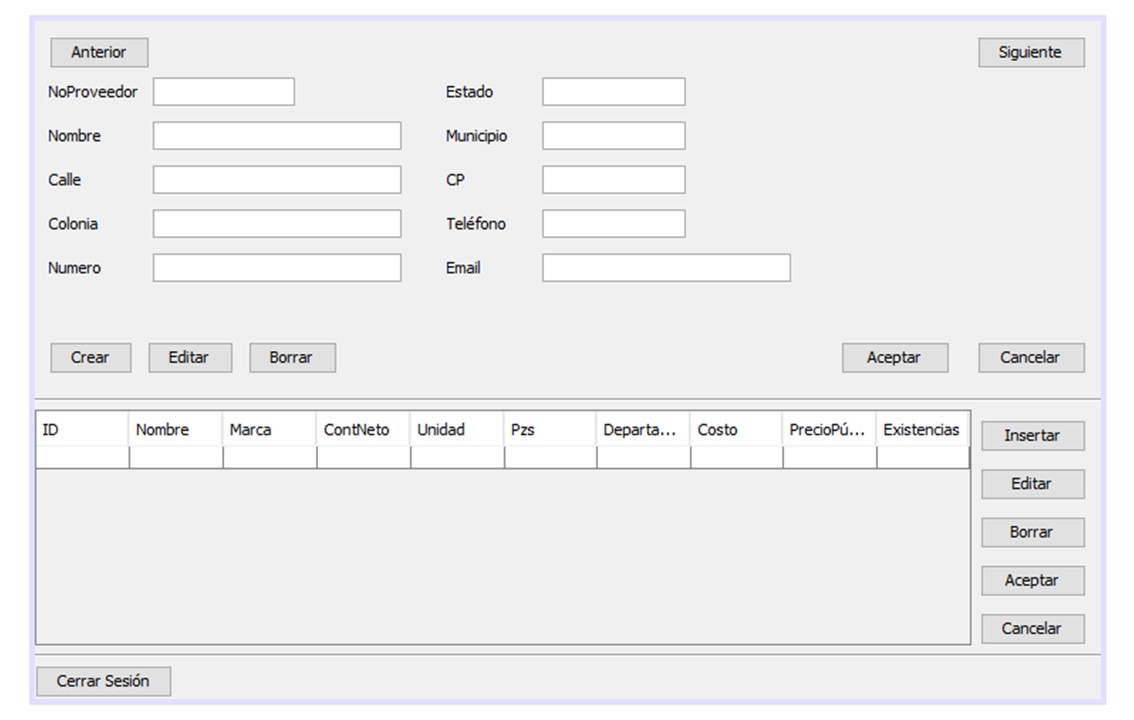 Anterior Siguiente
NoProveedor Estado
Nombre Municipio
Calle CP
Colonia Teléfono
Numero Email
Crear Editar Borrar Aceptar Cancelar
ID Nombre Marca ContNeto Unidad Pzs Departa... Costo PrecioPú... Existencias
Insertar
Editar
Borrar
Aceptar
Cancelar
Cerrar Sesión